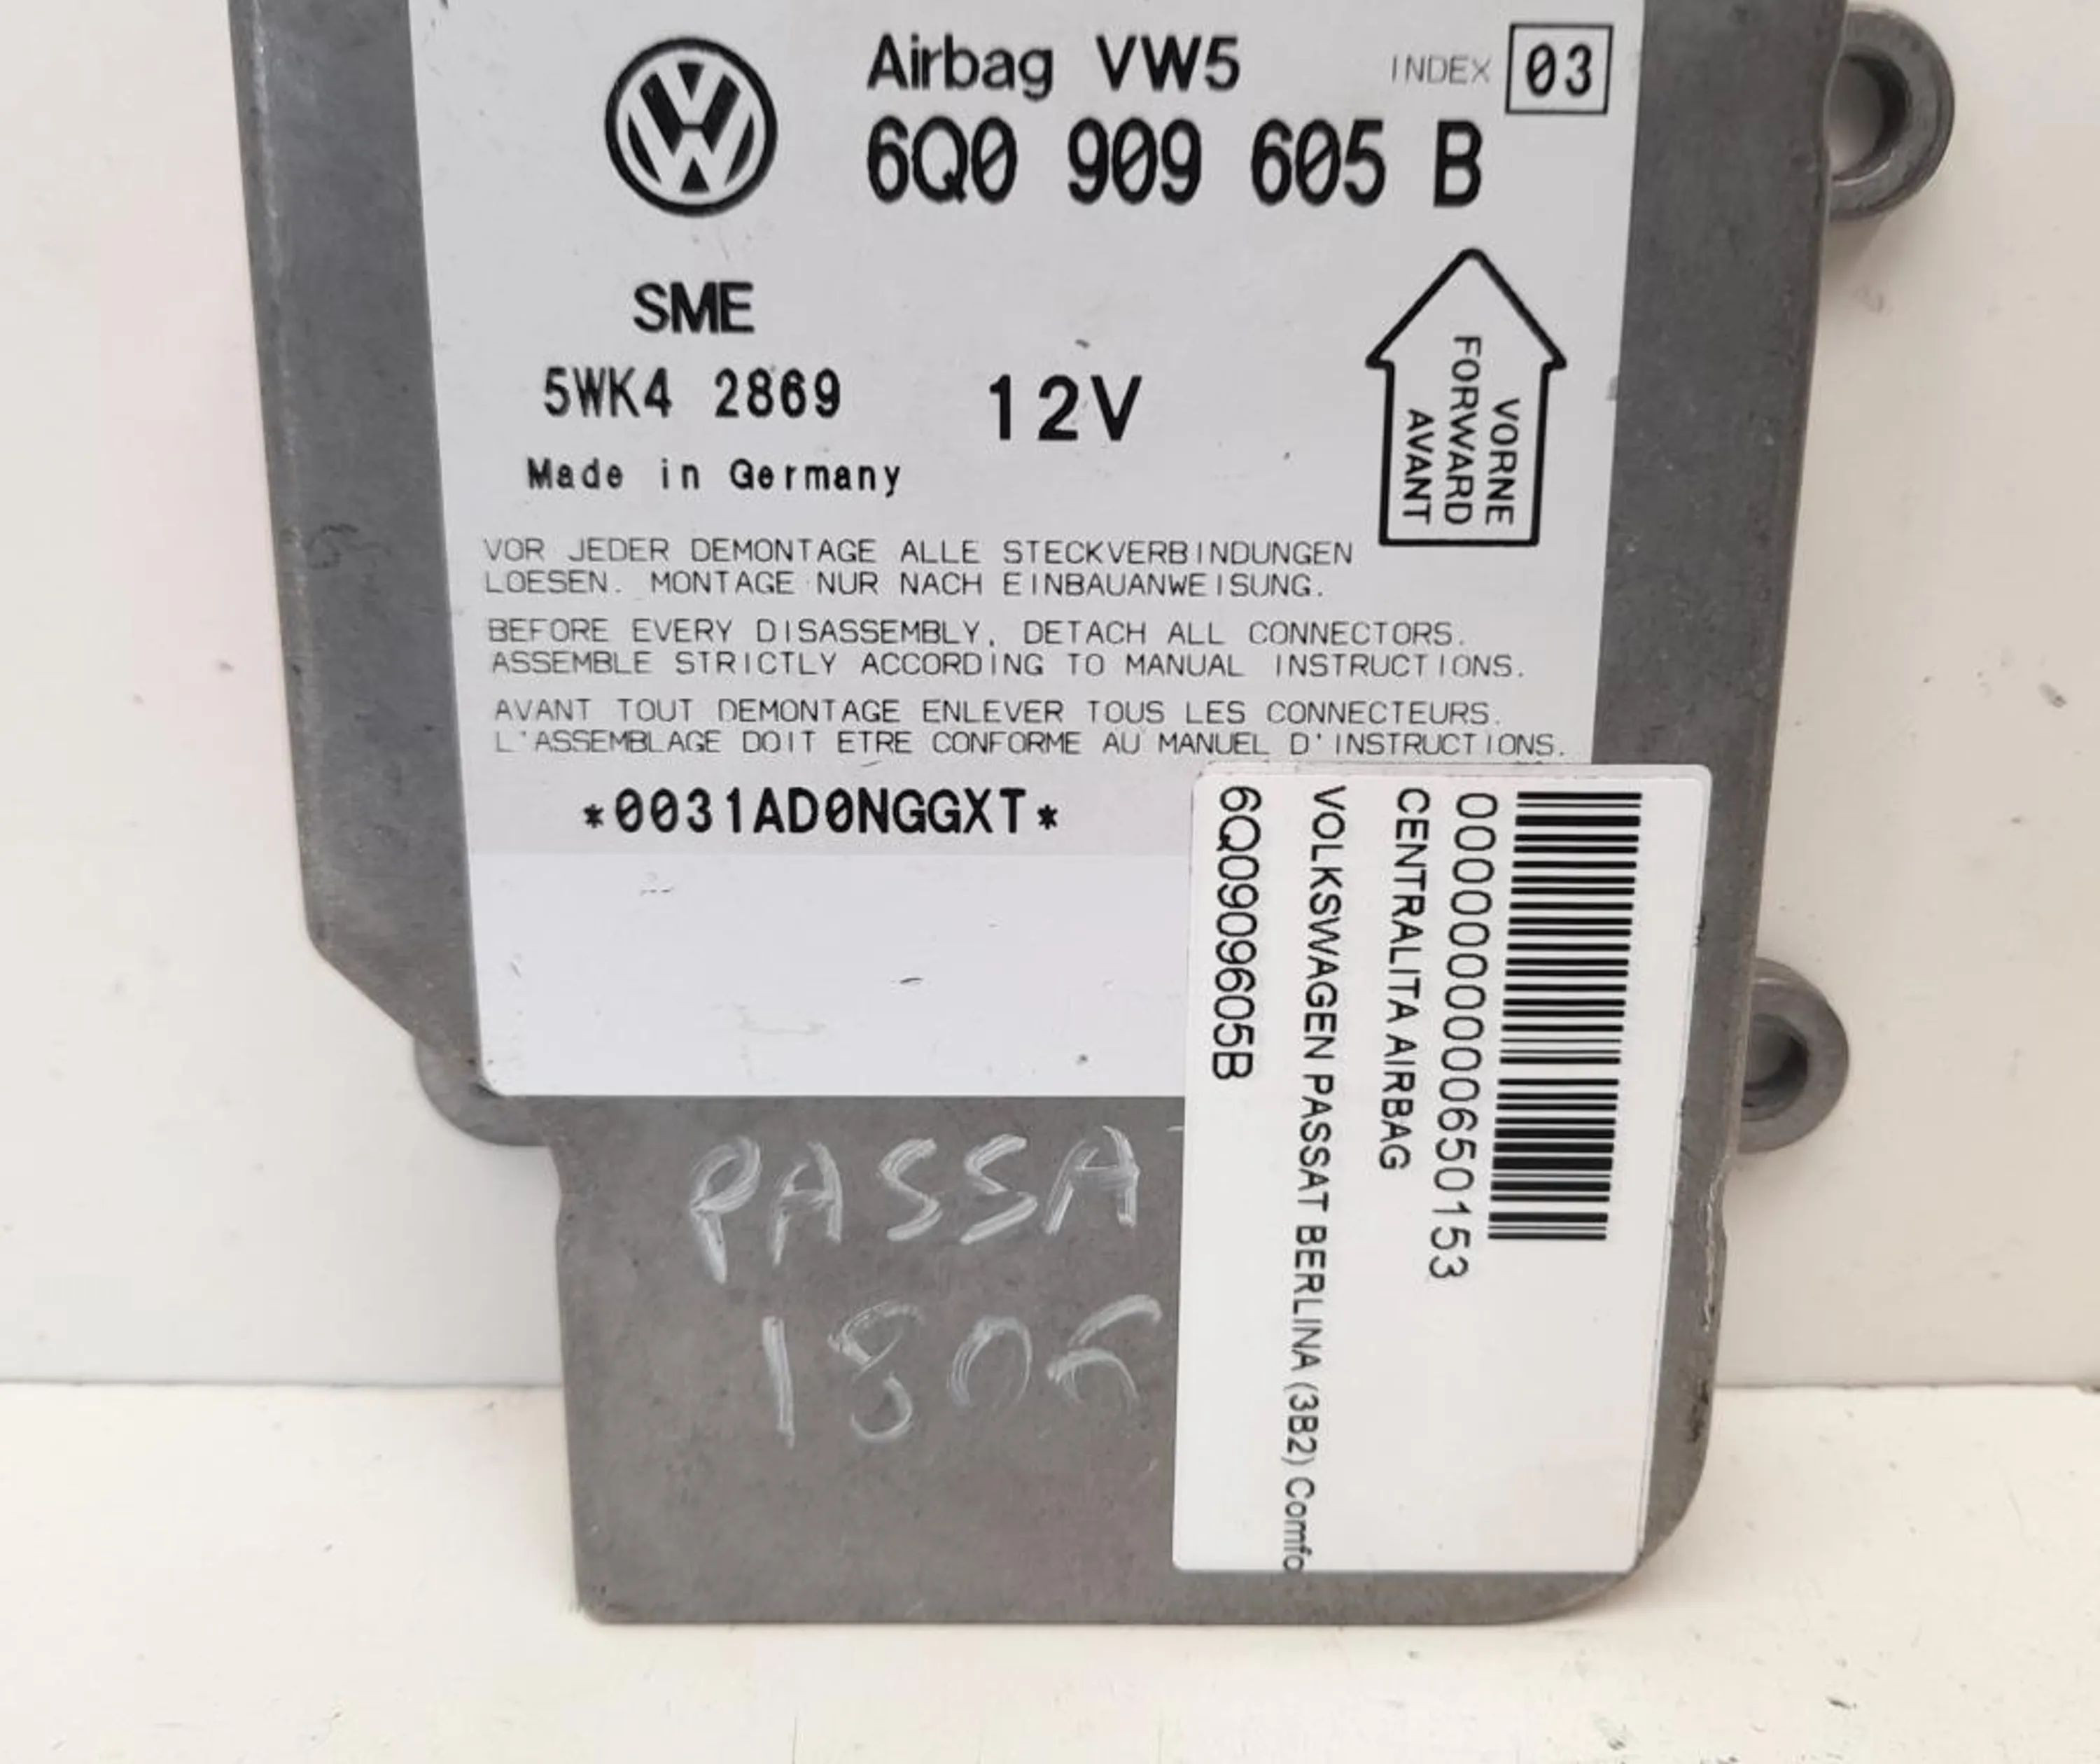 Airbag VW5
INDEX 03
6Q0 909 605 B
SME
5WK4 2869
12V
Made in Germany
VORNE
FORWARD
AVANT
VOR JEDER DEMONTAGE ALLE STECKVERBINDUNGEN
LOESEN. MONTAGE NUR NACH EINBAUANWEISUNG.
BEFORE EVERY DISASSEMBLY, DETACH ALL CONNECTORS.
ASSEMBLE STRICTLY ACCORDING TO MANUAL INSTRUCTIONS.
AVANT TOUT DEMONTAGE ENLEVER TOUS LES CONNECTEURS.
L'ASSEMBLAGE DOIT ETRE CONFORME AU MANUEL D'INSTRUCTIONS.
*0031AD0NGGXT*
0000000000650153
CENTRALITA AIRBAG
VOLKSWAGEN PASSAT BERLINA (3B2) Comfo
6Q0909605B
PASSA
1806